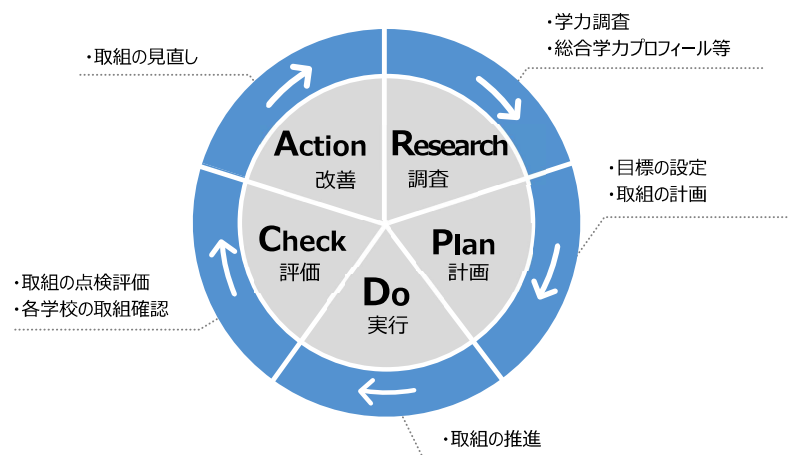 ・学力調査
・総合学力プロフィール等
・取組の見直し
Research
調査
Action
改善
・目標の設定
・取組の計画
Plan
計画
Check
評価
・取組の点検評価
・各学校の取組確認
Do
実行
・取組の推進